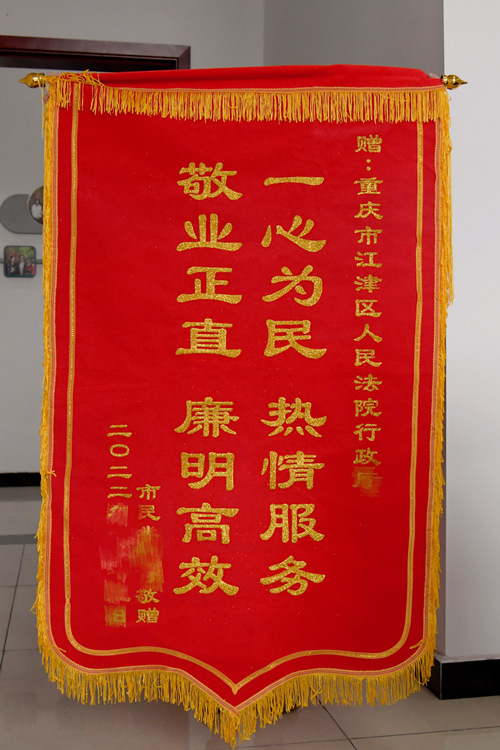 赠：重庆市江津区人民法院行政
一心为民 热情服务
敬业正直 廉明高效
市民 敬赠
二〇二二